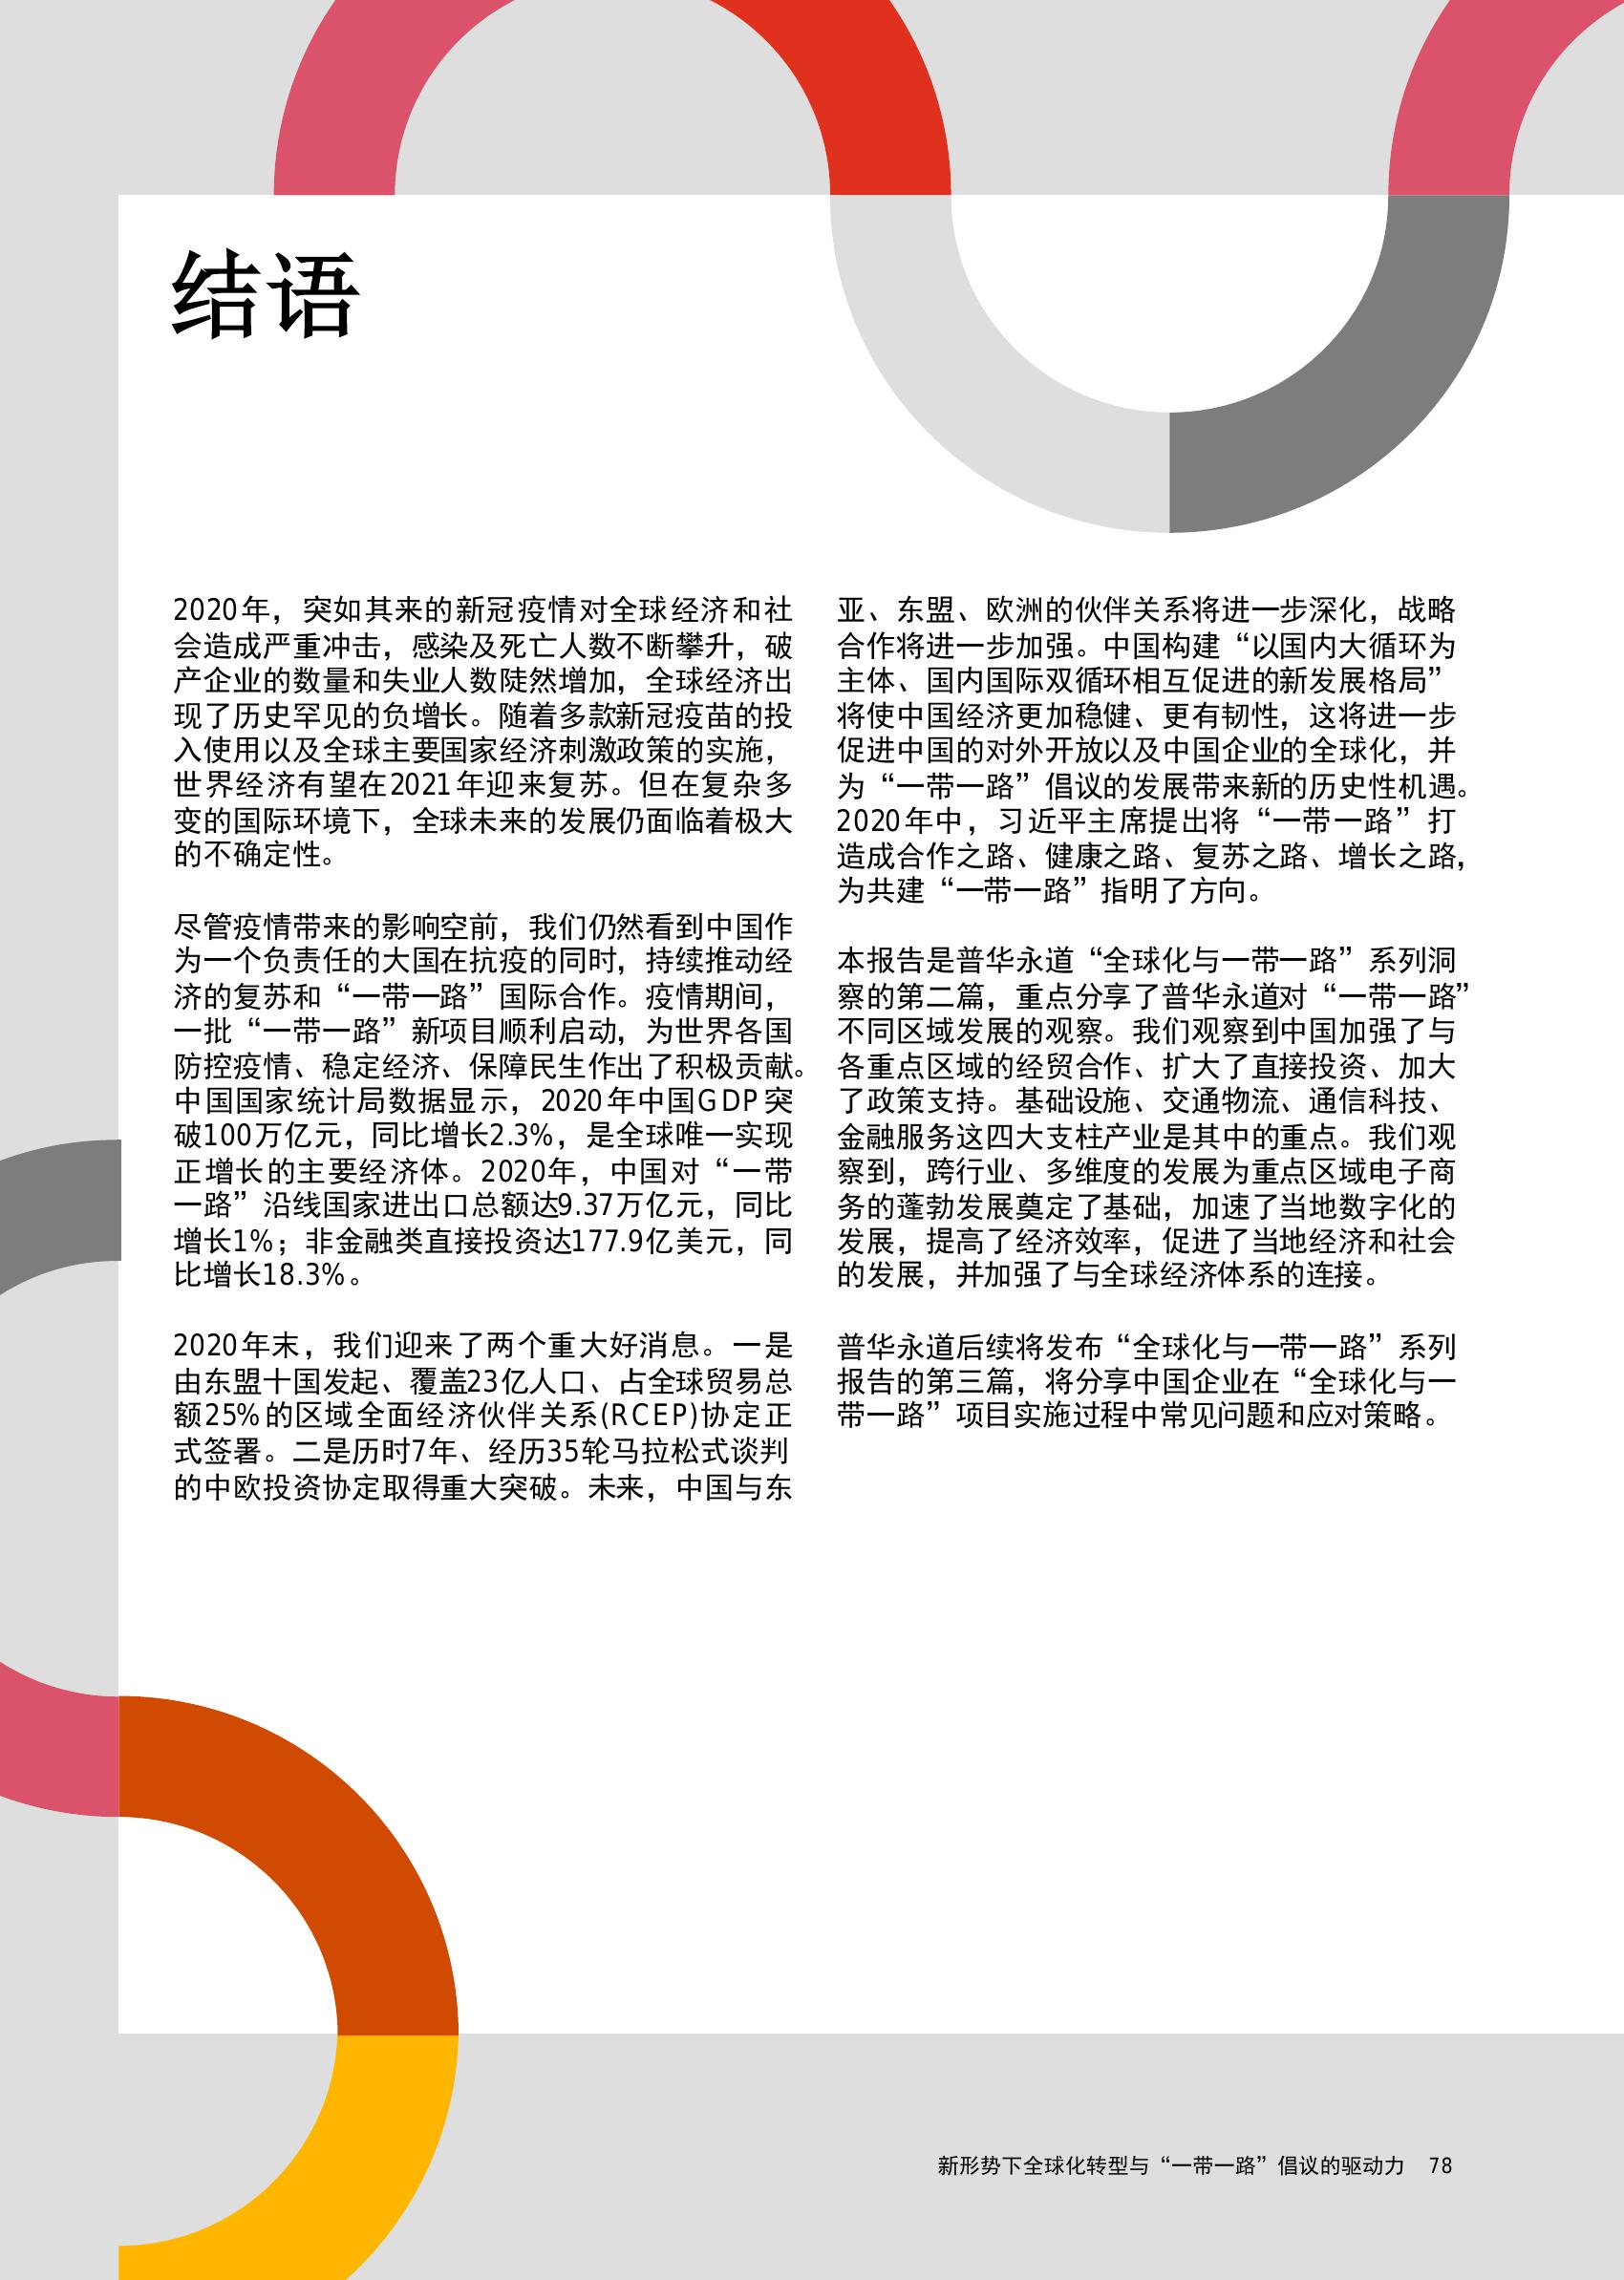 结语
2020年，突如其来的新冠疫情对全球经济和社
会造成严重冲击，感染及死亡人数不断攀升，破
产企业的数量和失业人数陡然增加，全球经济出
现了历史罕见的负增长。随着多款新冠疫苗的投
入使用以及全球主要国家经济刺激政策的实施，
世界经济有望在2021年迎来复苏。但在复杂多
变的国际环境下，全球未来的发展仍面临着极大
的不确定性。
尽管疫情带来的影响空前，我们仍然看到中国作
为一个负责任的大国在抗疫的同时，持续推动经
济的复苏和“一带一路”国际合作。疫情期间，
一批“一带一路”新项目顺利启动，为世界各国
防控疫情、稳定经济、保障民生作出了积极贡献。
中国国家统计局数据显示，2020年中国GDP突
破100万亿元，同比增长2.3%，是全球唯一实现
正增长的主要经济体。2020年，中国对“一带
一路”沿线国家进出口总额达9.37万亿元，同比
增长1%；非金融类直接投资达177.9亿美元，同
比增长18.3%。
2020年末，我们迎来了两个重大好消息。一是
由东盟十国发起、覆盖23亿人口、占全球贸易总
额25%的区域全面经济伙伴关系(RCEP)协定正
式签署。二是历时7年、经历35轮马拉松式谈判
的中欧投资协定取得重大突破。未来，中国与东
亚、东盟、欧洲的伙伴关系将进一步深化，战略
合作将进一步加强。中国构建“以国内大循环为
主体、国内国际双循环相互促进的新发展格局”
将使中国经济更加稳健、更有韧性，这将进一步
促进中国的对外开放以及中国企业的全球化，并
为“一带一路”倡议的发展带来新的历史性机遇。
2020年中，习近平主席提出将“一带一路”打
造成合作之路、健康之路、复苏之路、增长之路，
为共建“一带一路”指明了方向。
本报告是普华永道“全球化与一带一路”系列洞
察的第二篇，重点分享了普华永道对“一带一路”
不同区域发展的观察。我们观察到中国加强了与
各重点区域的经贸合作、扩大了直接投资、加大
了政策支持。基础设施、交通物流、通信科技、
金融服务这四大支柱产业是其中的重点。我们观
察到，跨行业、多维度的发展为重点区域电子商
务的蓬勃发展奠定了基础，加速了当地数字化的
发展，提高了经济效率，促进了当地经济和社会
的发展，并加强了与全球经济体系的连接。
普华永道后续将发布“全球化与一带一路”系列
报告的第三篇，将分享中国企业在“全球化与一
带一路”项目实施过程中常见问题和应对策略。
新形势下全球化转型与“一带一路”倡议的驱动力 78